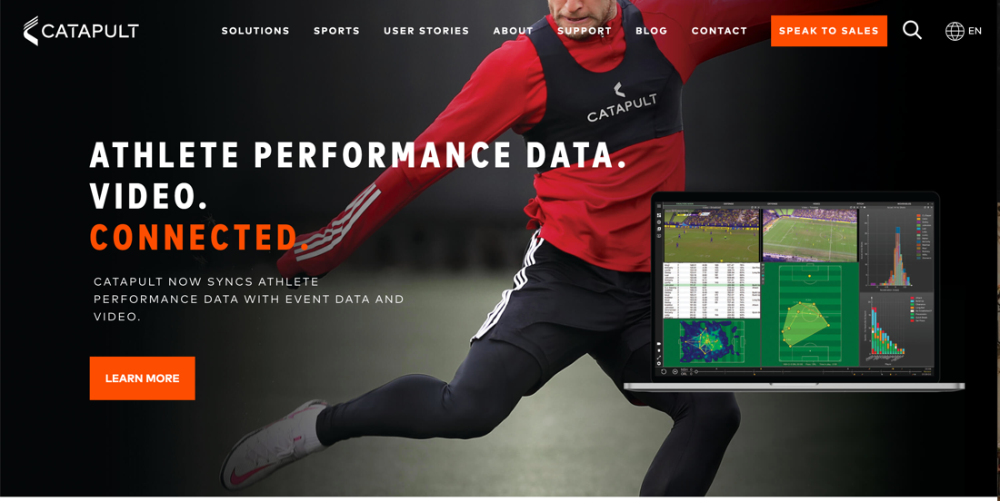 CATAPULT
SOLUTIONS SPORTS USER STORIES ABOUT SUPPORT BLOG CONTACT SPEAK TO SALES EN
CATAPULT
ATHLETE PERFORMANCE DATA.
VIDEO.
CONNECTED.
CATAPULT NOW SYNCS ATHLETE
PERFORMANCE DATA WITH EVENT DATA AND
VIDEO.
LEARN MORE